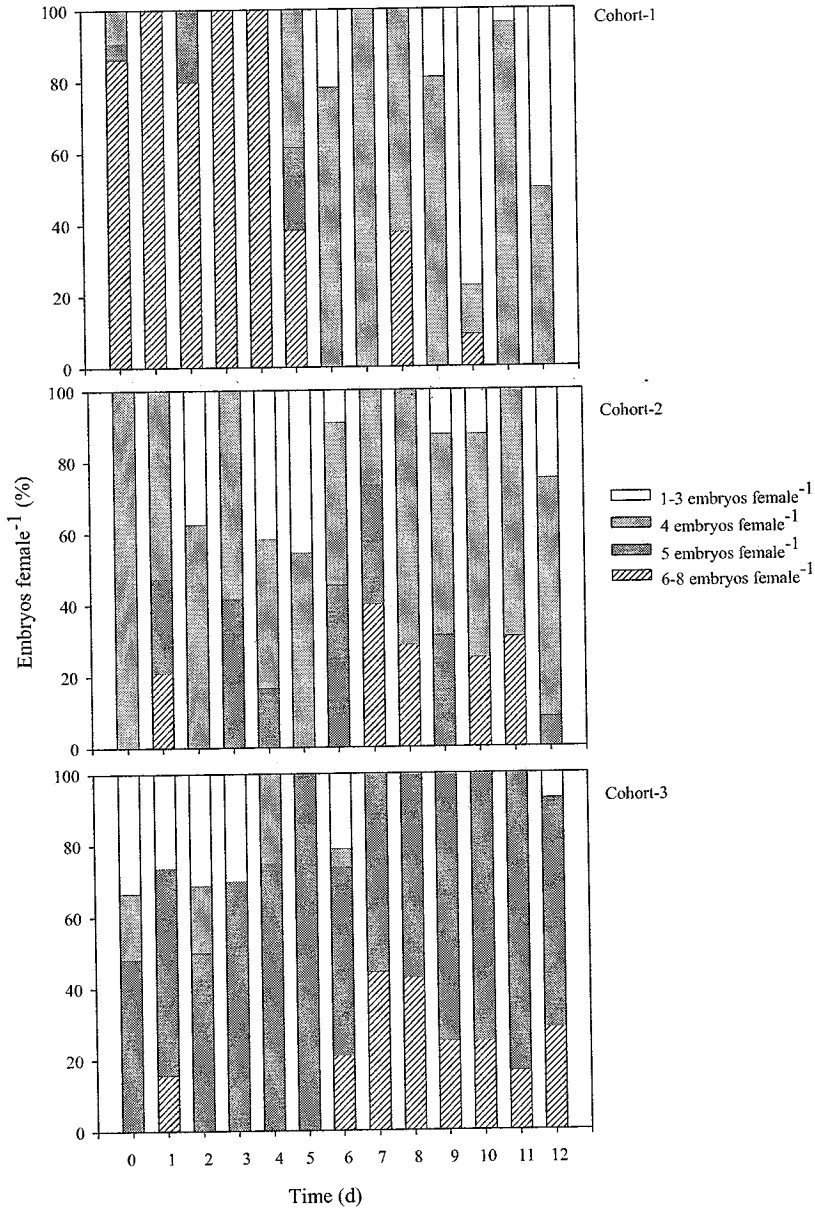 100
80
60
40
20
0
Cohort-1
100
80
60
40
20
0
Cohort-2
Embryos female-1 (%)
1-3 embryos female-1
4 embryos female-1
5 embryos female-1
6-8 embryos female-1
100
80
60
40
20
0
Cohort-3
0 1 2 3 4 5 6 7 8 9 10 11 12
Time (d)